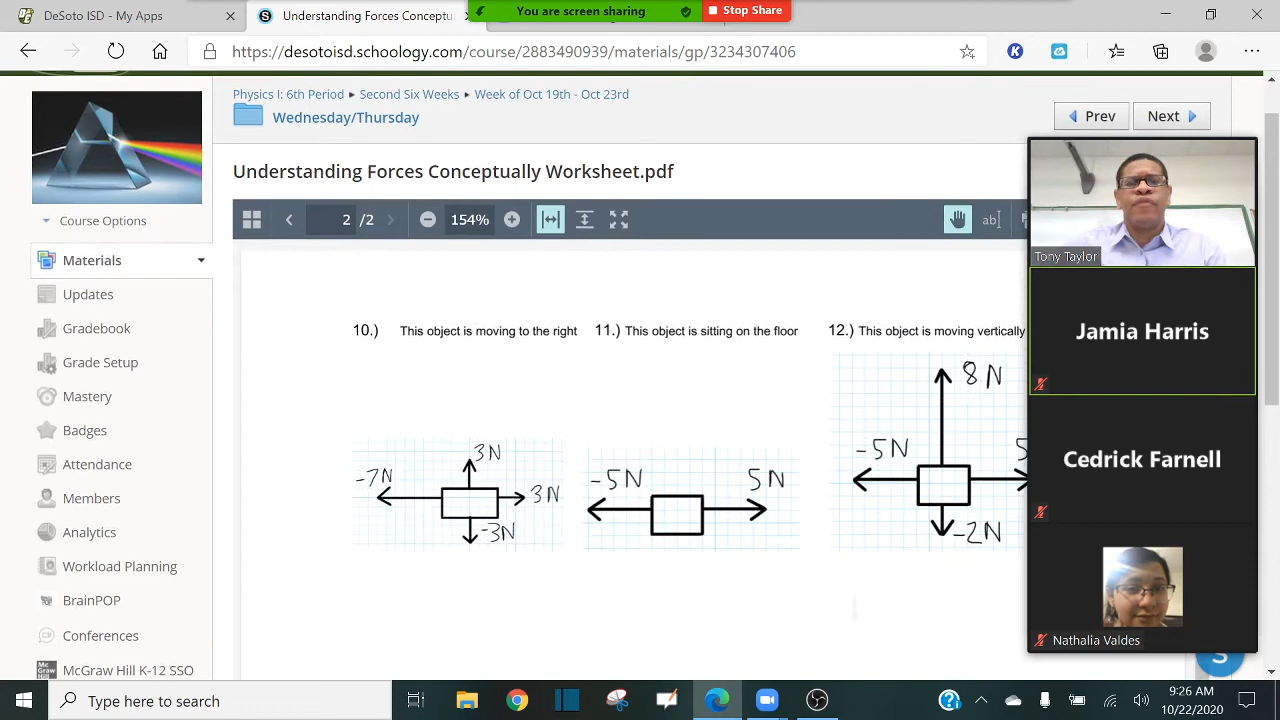 Desoto ISD - My Apps
Understanding Forces Conceptu
You are screen sharing
Stop Share
https://desotoisd.schoology.com/course/2883490939/materials/gp/3234307406
Physics I: 6th Period ▸ Second Six Weeks ▸ Week of Oct 19th - Oct 23rd
Wednesday/Thursday
Prev
Next
Understanding Forces Conceptually Worksheet.pdf
Course Options
Materials
Updates
Gradebook
Grade Setup
Mastery
Badges
Attendance
Members
Analytics
Workload Planning
BrainPOP
Conferences
Mc Graw Hill
McGraw Hill K-12 SSO
2 /2
154%
ab
10.) This object is moving to the right
11.) This object is sitting on the floor
12.) This object is moving vertically
3N
-7N
3N
-3N
-5N
5N
8N
-5N
5
-2N
Tony Taylor
Jamia Harris
Cedrick Farnell
Nathalia Valdes
S
Type here to search
9:26 AM
10/22/2020